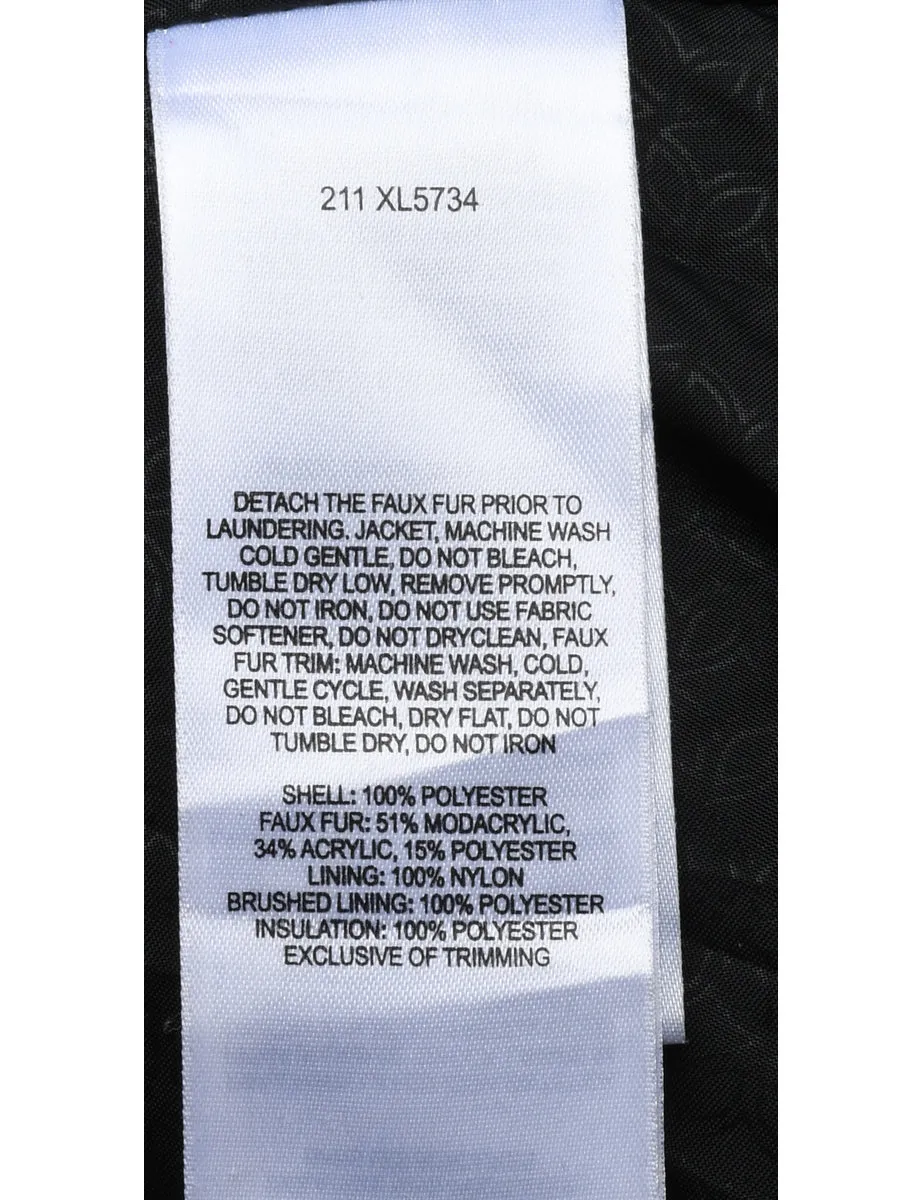 211 XL5734
DETACH THE FAUX FUR PRIOR TO
LAUNDERING. JACKET, MACHINE WASH
COLD GENTLE, DO NOT BLEACH,
TUMBLE DRY LOW, REMOVE PROMPTLY,
DO NOT IRON, DO NOT USE FABRIC
SOFTENER, DO NOT DRYCLEAN, FAUX
FUR TRIM: MACHINE WASH, COLD,
GENTLE CYCLE, WASH SEPARATELY,
DO NOT BLEACH, DRY FLAT, DO NOT
TUMBLE DRY, DO NOT IRON
SHELL: 100% POLYESTER
FAUX FUR: 51% MODACRYLIC,
34% ACRYLIC, 15% POLYESTER
LINING: 100% NYLON
BRUSHED LINING: 100% POLYESTER
INSULATION: 100% POLYESTER
EXCLUSIVE OF TRIMMING